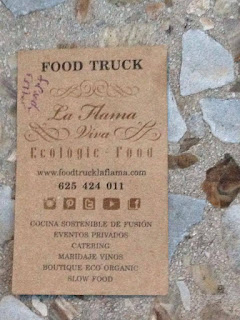 FOOD TRUCK
La Flama
Viva
Ecologic-Food
www.foodtrucklaflama.com
625 424 011
COCINA SOSTENIBLE DE FUSIÓN
EVENTOS PRIVADOS
CATERING
MARIDAJE VINOS
BOUTIQUE ECO-ORGANIC
SLOW FOOD